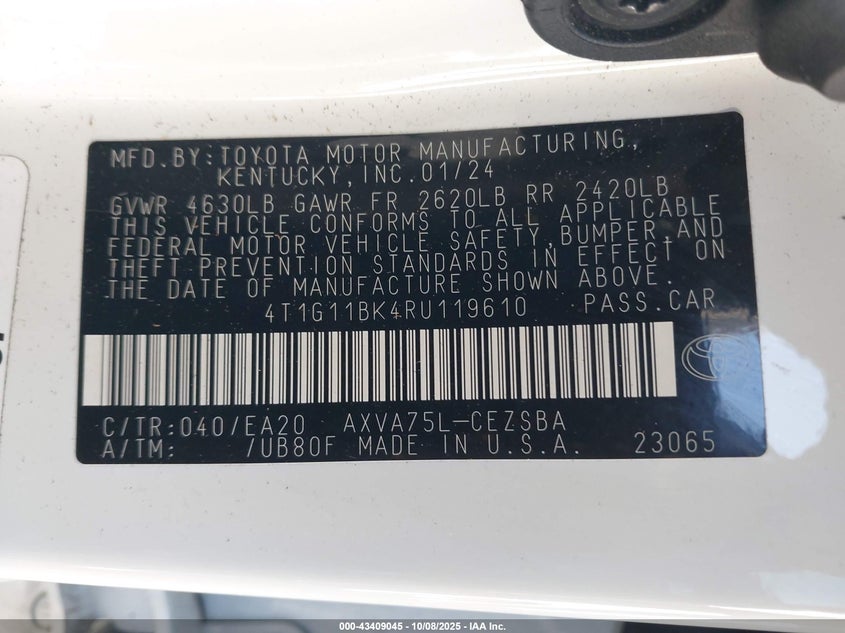 MFD.BY:TOYOTA MOTOR MANUFACTURING,
KENTUCKY,INC.01/24
GVWR 4630LB GAWR FR 2620LB RR 2420LB
THIS VEHICLE CONFORMS TO ALL APPLICABLE
FEDERAL MOTOR VEHICLE SAFETY,BUMPER,AND
THEFT PREVENTION STANDARDS IN EFFECT ON
THE DATE OF MANUFACTURE SHOWN ABOVE.
4T1G11BK4RU119610 PASS.CAR
C/TR:040/EA20 AXVA75L-CEZSBA
A/TM: /UB80F MADE IN U.S.A. 23065
000-43409045 - 10/08/2025 - IAA Inc.